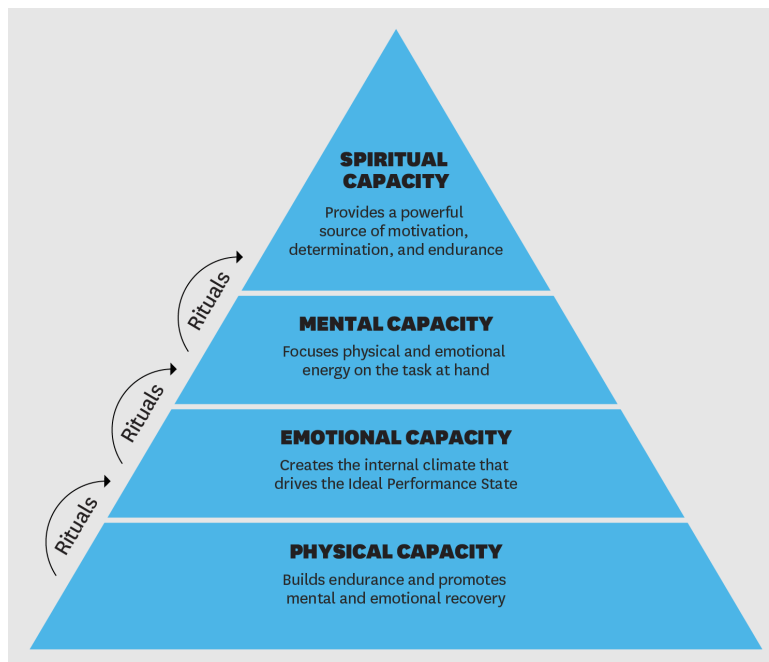 SPIRITUAL
CAPACITY
Provides a powerful
source of motivation,
determination, and endurance
Rituals
MENTAL CAPACITY
Focuses physical and emotional
energy on the task at hand
Rituals
EMOTIONAL CAPACITY
Creates the internal climate that
drives the Ideal Performance State
Rituals
PHYSICAL CAPACITY
Builds endurance and promotes
mental and emotional recovery